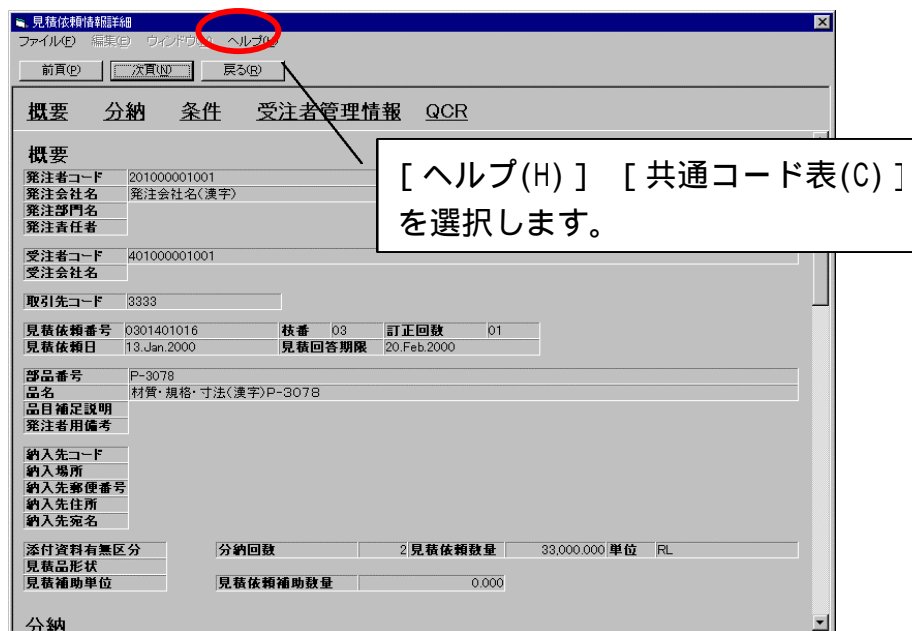 見積依頼情報詳細
ファイル(F) 編集(E) ウィンドウ(W) ヘルプ(H)
前頁(P) 次頁(N) 戻る(R)
概要 分納 条件 受注者管理情報 QCR
概要
発注者コード 201000001001
発注会社名 発注会社名(漢字)
発注部門名
発注責任者
[ヘルプ(H)] [共通コード表(C)]
を選択します。
受注者コード 401000001001
受注会社名
取引先コード 3333
見積依頼番号 0301401016 枝番 03 訂正回数 01
見積依頼日 13.Jan.2000 見積回答期限 20.Feb.2000
部品番号 P-3078
品名 材質・規格・寸法(漢字)P-3078
品目補足説明
発注者用備考
納入先コード
納入場所
納入先郵便番号
納入先住所
納入先宛名
添付資料有無区分 分納回数 2 見積依頼数量 33,000.000 単位 RL
見積品形状
見積補助単位 見積依頼補助数量 0.000
分納